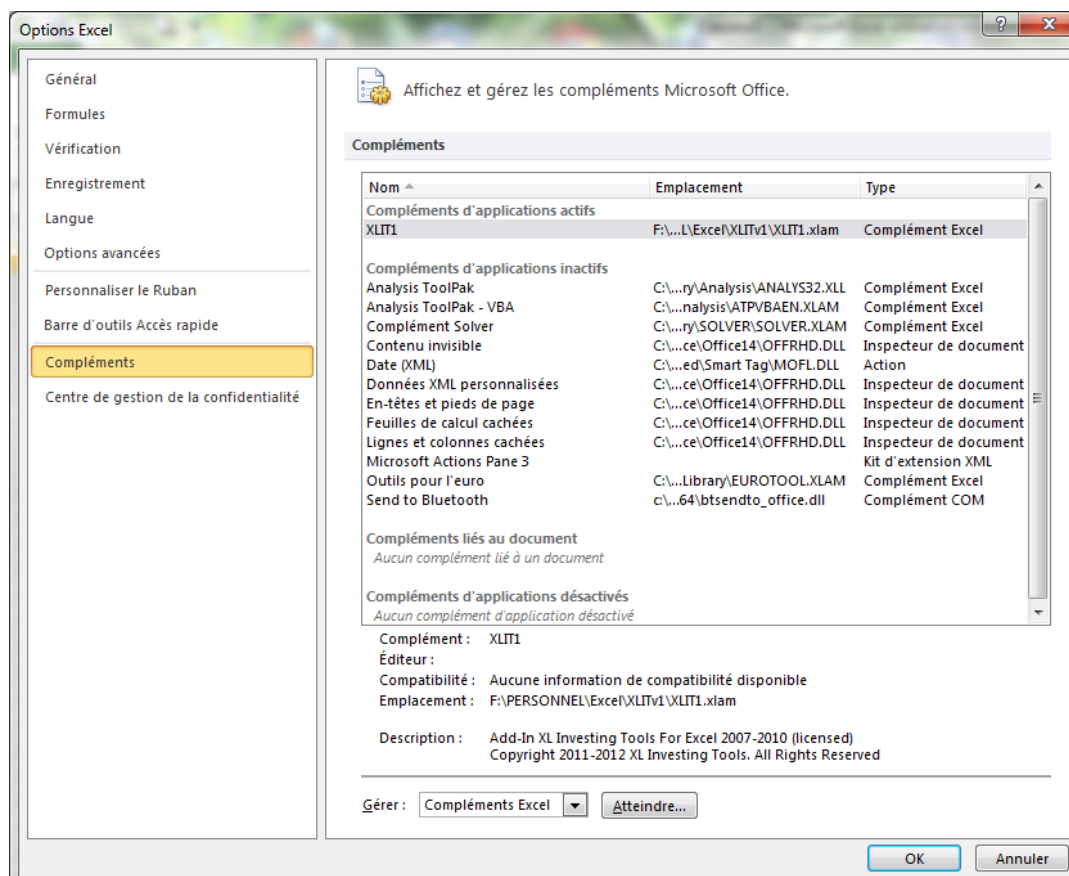 Options Excel
Général
Formules
Vérification
Enregistrement
Langue
Options avancées
Personnaliser le Ruban
Barre d'outils Accès rapide
Compléments
Centre de gestion de la confidentialité
Affichez et gérez les compléments Microsoft Office.
Compléments
Nom Emplacement Type
Compléments d'applications actifs
XLIT1 F:\...L\Excel\XLITv1\XLIT1.xlam Complément Excel
Compléments d'applications inactifs
Analysis ToolPak C:\...ry\Analysis\ANALYS32.XLL Complément Excel
Analysis ToolPak - VBA C:\...nalysis\ATPVBAEN.XLAM Complément Excel
Complément Solver C:\...ry\SOLVER\SOLVER.XLAM Complément Excel
Contenu invisible C:\...ce\Office14\OFFRHD.DLL Inspecteur de document
Date (XML) C:\...ed\Smart Tag\MOFL.DLL Action
Données XML personnalisées C:\...ce\Office14\OFFRHD.DLL Inspecteur de document
En-têtes et pieds de page C:\...ce\Office14\OFFRHD.DLL Inspecteur de document
Feuilles de calcul cachées C:\...ce\Office14\OFFRHD.DLL Inspecteur de document
Lignes et colonnes cachées C:\...ce\Office14\OFFRHD.DLL Inspecteur de document
Microsoft Actions Pane 3 Kit d'extension XML
Outils pour l'euro C:\...Library\EUROTOOL.XLAM Complément Excel
Send to Bluetooth c:\...64\btsendto_office.dll Complément COM
Compléments liés au document
Aucun complément lié à un document
Compléments d'applications désactivés
Aucun complément d'application désactivé
Complément : XLIT1
Éditeur :
Compatibilité : Aucune information de compatibilité disponible
Emplacement : F:\PERSONNEL\Excel\XLITv1\XLIT1.xlam
Description : Add-In XL Investing Tools For Excel 2007-2010 (licensed)
Copyright 2011-2012 XL Investing Tools. All Rights Reserved
Gérer : Compléments Excel Atteindre...
OK Annuler